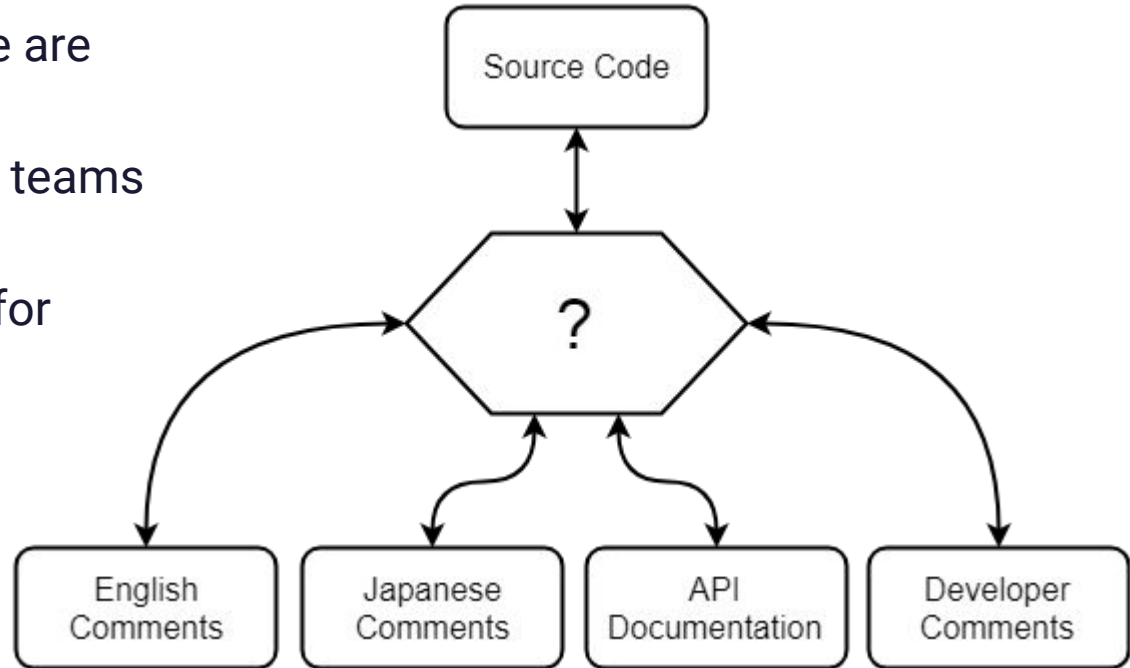 e are
teams
for
Source Code
?
English
Comments
Japanese
Comments
API
Documentation
Developer
Comments